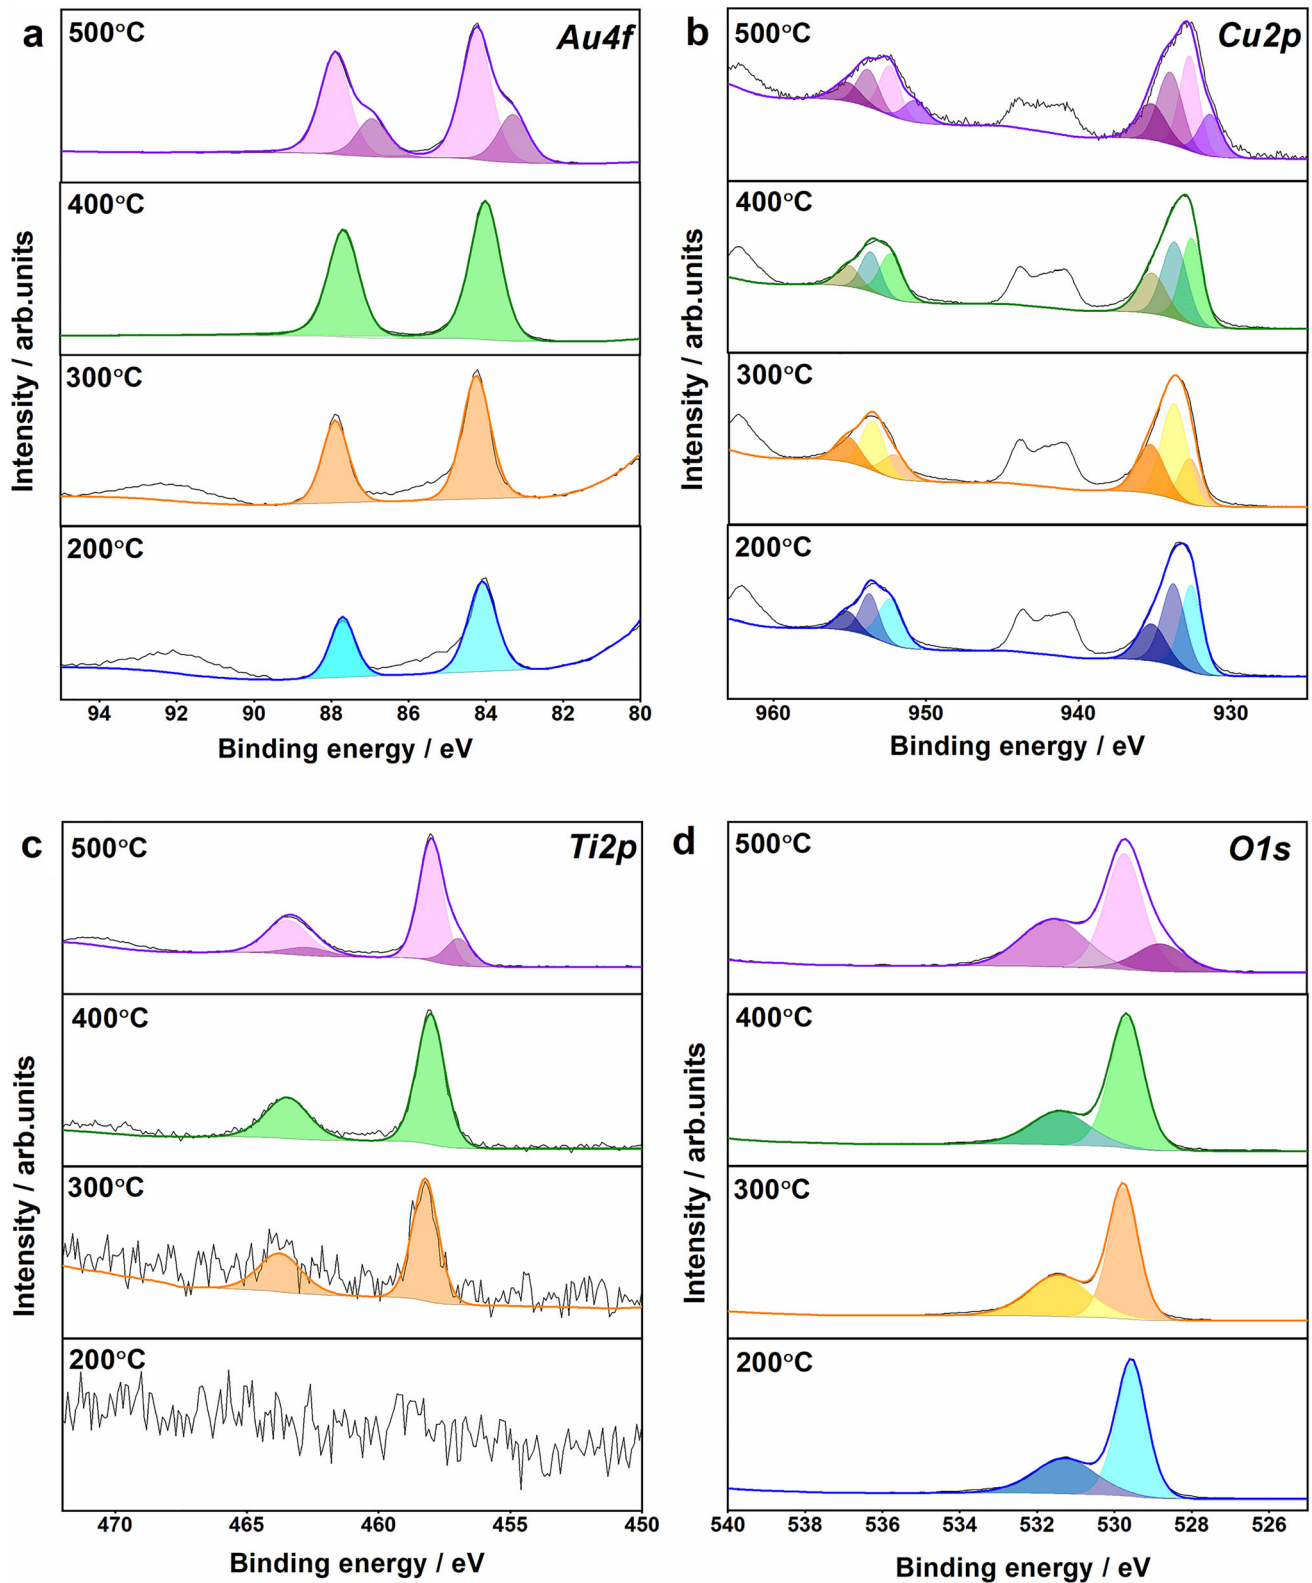 a
500°C
Au4f
400°C
300°C
200°C
Intensity / arb.units
94 92 90 88 86 84 82 80
Binding energy / eV
b
500°C
Cu2p
400°C
300°C
200°C
Intensity / arb.units
960 950 940 930
Binding energy / eV
c
500°C
Ti2p
400°C
300°C
200°C
Intensity / arb.units
470 465 460 455 450
Binding energy / eV
d
500°C
O1s
400°C
300°C
200°C
Intensity / arb.units
540 538 536 534 532 530 528 526
Binding energy / eV